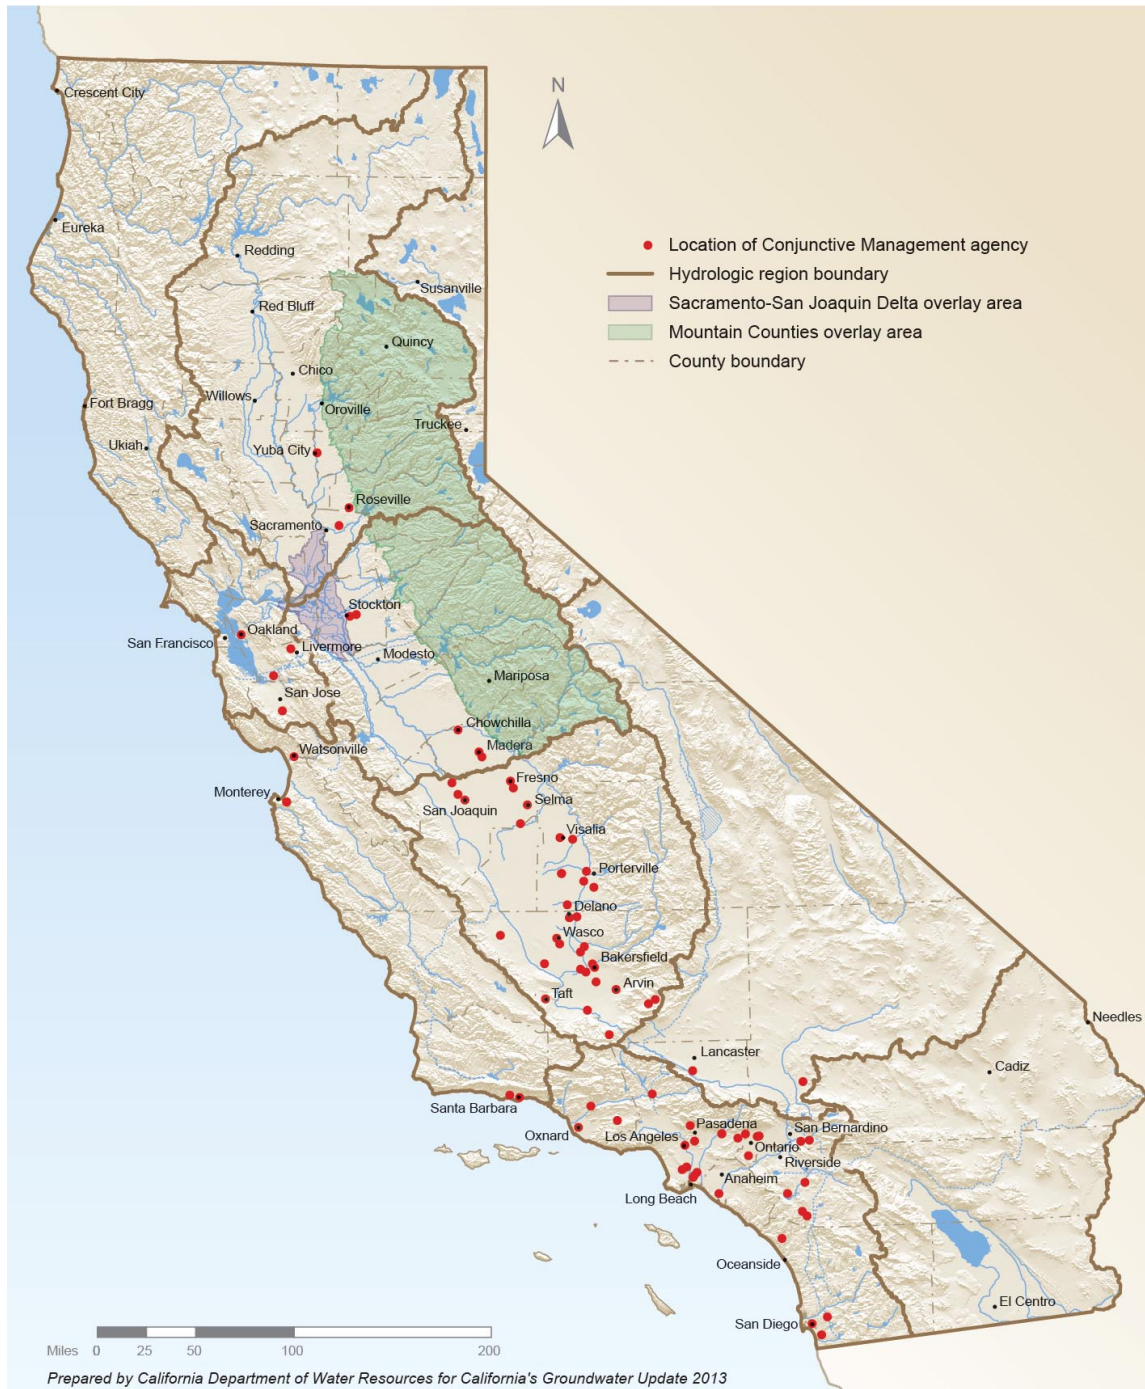 N
Crescent City
Location of Conjunctive Management agency
Hydrologic region boundary
Sacramento-San Joaquin Delta overlay area
Mountain Counties overlay area
County boundary
Eureka
Redding
Susanville
Red Bluff
Quincy
Chico
Willows
Oroville
Fort Bragg
Truckee
Ukiah
Yuba City
Roseville
Sacramento
Stockton
Oakland
San Francisco
Livermore
Modesto
Mariposa
San Jose
Chowchilla
Watsonville
Madera
Fresno
Monterey
San Joaquin
Selma
Visalia
Porterville
Delano
Wasco
Bakersfield
Arvin
Taft
Needles
Lancaster
Cadiz
Santa Barbara
Oxnard
Pasadena
San Bernardino
Los Angeles
Ontario
Riverside
Anaheim
Long Beach
Oceanside
El Centro
San Diego
Miles 0 25 50 100 200
Prepared by California Department of Water Resources for California's Groundwater Update 2013